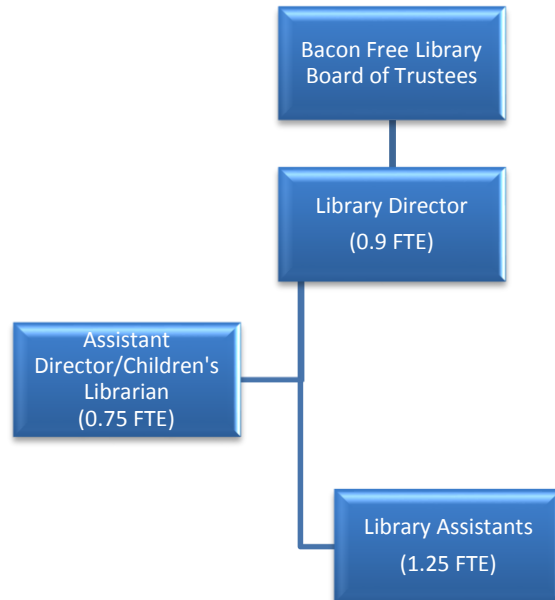 Bacon Free Library
Board of Trustees
Library Director
(0.9 FTE)
Assistant
Director/Children's
Librarian
(0.75 FTE)
Library Assistants
(1.25 FTE)